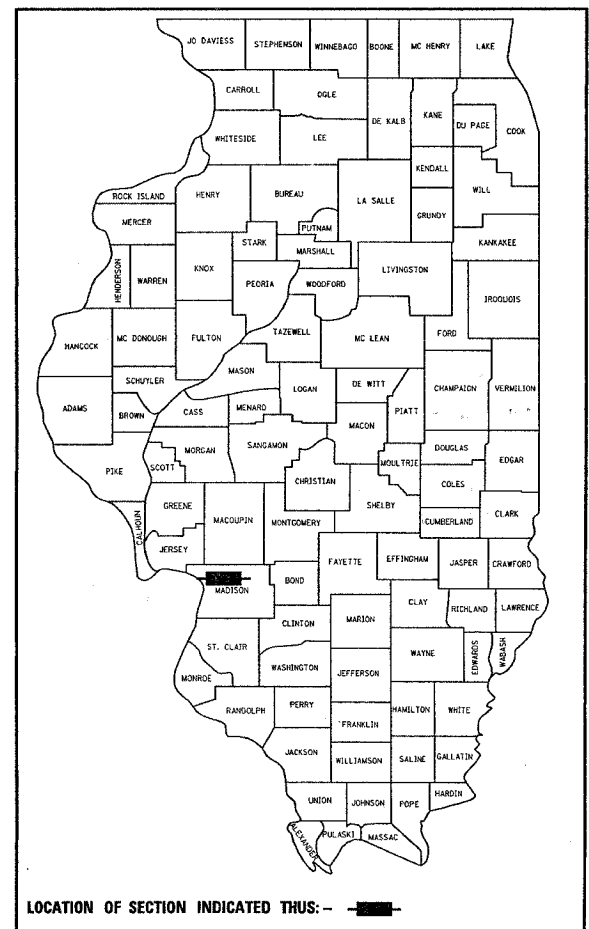 JO DAVIESS STEPHENSON WINNEBAGO BOONE MC HENRY LAKE
CARROLL OGLE DE KALB KANE DU PAGE COOK
WHITESIDE LEE KENDALL WILL
ROCK ISLAND HENRY BUREAU LA SALLE GRUNDY
MERCER PUTNAM KANKAKEE
STARK MARSHALL
HENDERSON WARREN KNOX PEORIA WOODFORD LIVINGSTON IROQUOIS
HANCOCK MC DONOUGH FULTON TAZEWELL MC LEAN FORD
MASON
SCHUYLER LOGAN DE WITT CHAMPAIGN VERMILION
ADAMS BROWN CASS MENARD MACON PIATT
MORGAN SANGAMON DOUGLAS
PIKE SCOTT CHRISTIAN MOULTRIE COLES EDGAR
CALHOUN GREENE MACOUPIN MONTGOMERY SHELBY CUMBERLAND CLARK
JERSEY FAYETTE EFFINGHAM JASPER CRAWFORD
MADISON BOND CLAY RICHLAND LAWRENCE
CLINTON MARION
ST. CLAIR WAYNE EDWARDS WABASH
MONROE WASHINGTON JEFFERSON
RANDOLPH PERRY HAMILTON WHITE
FRANKLIN
JACKSON WILLIAMSON SALINE GALLATIN
UNION JOHNSON POPE HARDIN
ALEXANDER PULASKI MASSAC
LOCATION OF SECTION INDICATED THUS: -